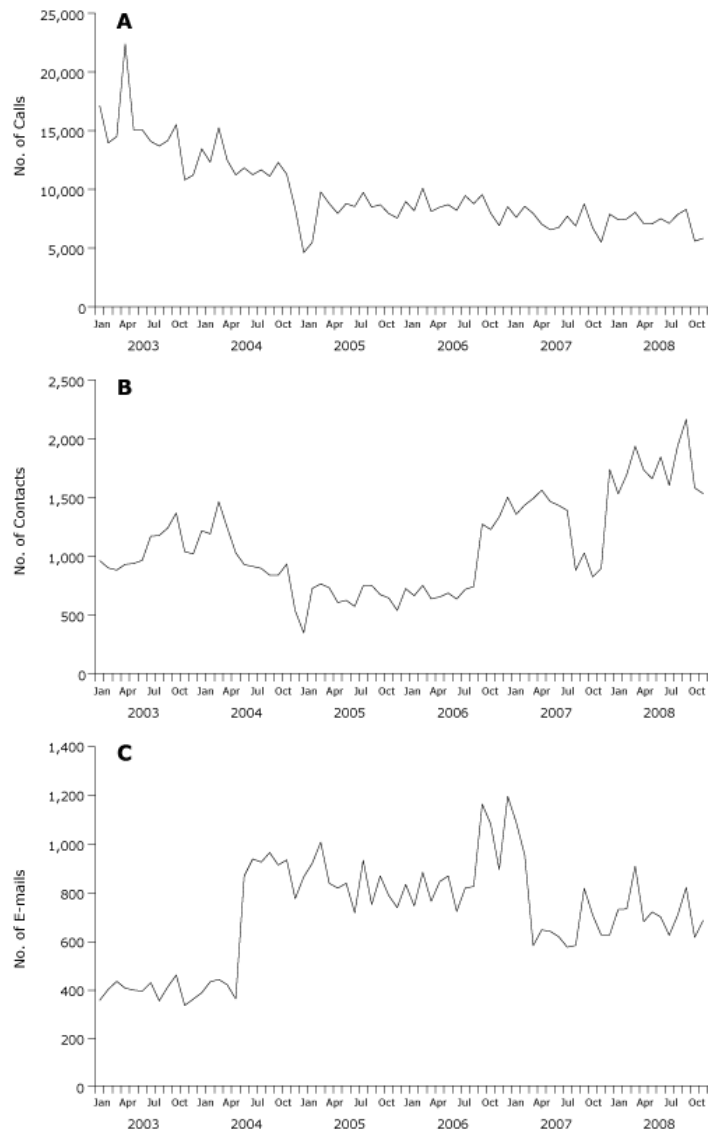 A
25,000
20,000
15,000
10,000
5,000
0
No. of Calls
Jan Apr Jul Oct Jan Apr Jul Oct Jan Apr Jul Oct Jan Apr Jul Oct Jan Apr Jul Oct Jan Apr Jul Oct
2003 2004 2005 2006 2007 2008
B
2,500
2,000
1,500
1,000
500
0
No. of Contacts
Jan Apr Jul Oct Jan Apr Jul Oct Jan Apr Jul Oct Jan Apr Jul Oct Jan Apr Jul Oct Jan Apr Jul Oct
2003 2004 2005 2006 2007 2008
C
1,400
1,200
1,000
800
600
400
200
0
No. of E-mails
Jan Apr Jul Oct Jan Apr Jul Oct Jan Apr Jul Oct Jan Apr Jul Oct Jan Apr Jul Oct Jan Apr Jul Oct
2003 2004 2005 2006 2007 2008